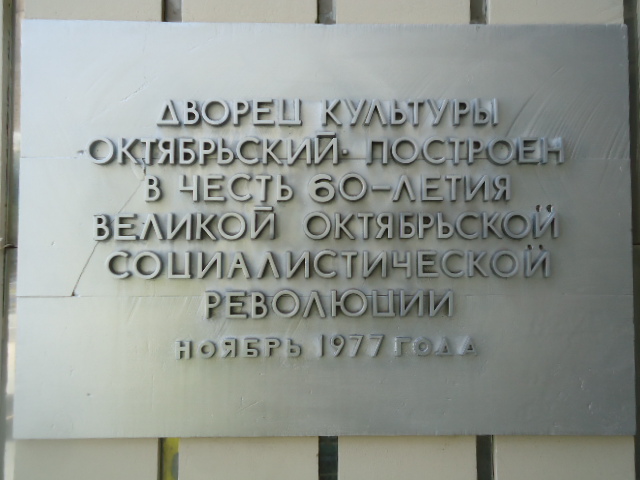 ДВОРЕЦ КУЛЬТУРЫ
ОКТЯБРЬСКИЙ· ПОСТРОЕН
В ЧЕСТЬ 60–ЛЕТИЯ
ВЕЛИКОЙ ОКТЯБРЬСКОЙ
СОЦИАЛИСТИЧЕСКОЙ
РЕВОЛЮЦИИ
НОЯБРЬ 1977 ГОДА